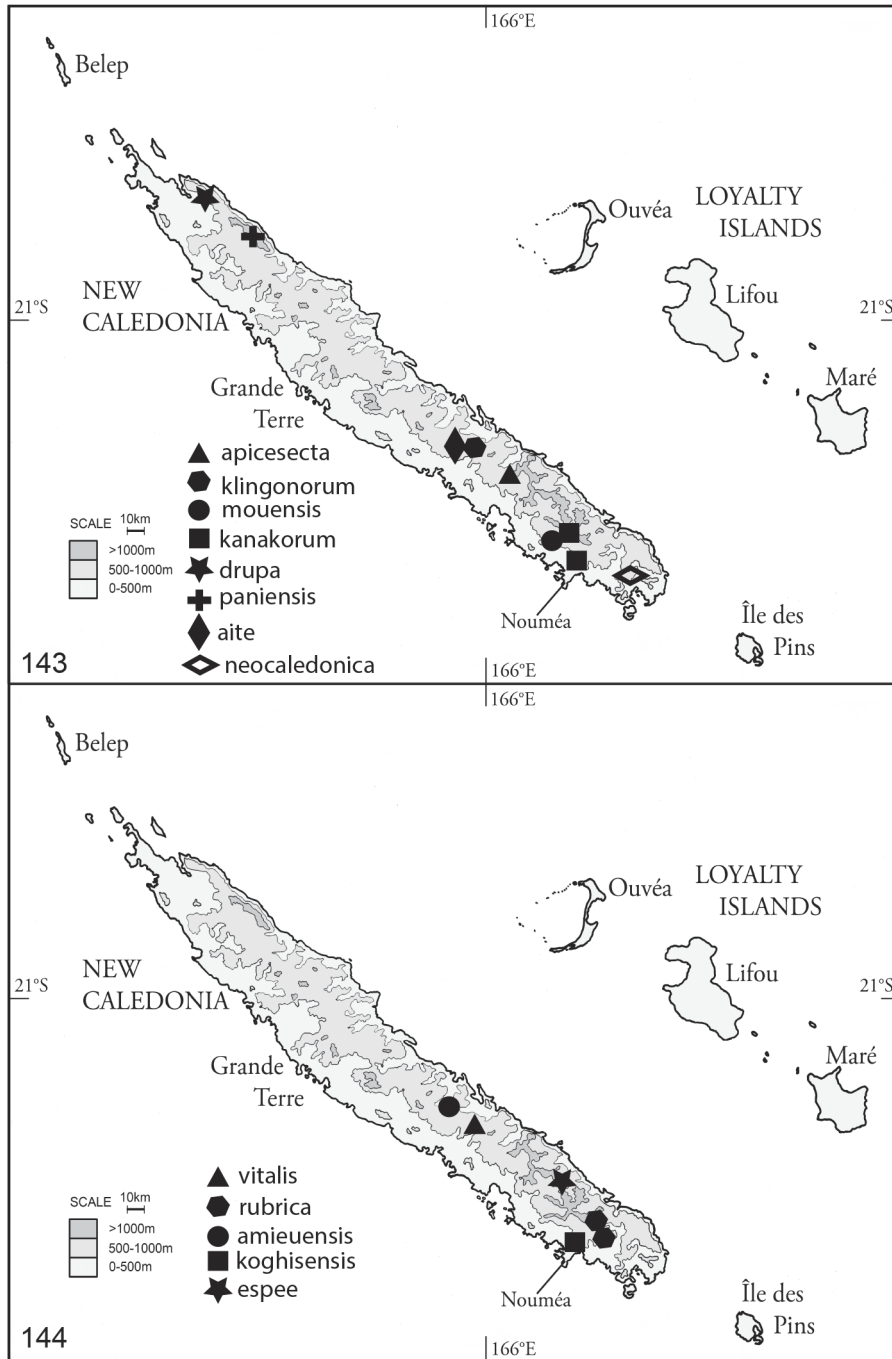 166°E
Belep
Ouvéa
LOYALTY
ISLANDS
Lifou
NEW
CALEDONIA
21°S
21°S
Maré
Grande
Terre
apicesecta
klingonorum
mouensis
kanakorum
drupa
paniensis
aite
neocaledonica
SCALE 10km
>1000m
500-1000m
0-500m
Nouméa
Île des
Pins
143
166°E
166°E
Belep
Ouvéa
LOYALTY
ISLANDS
Lifou
NEW
CALEDONIA
21°S
21°S
Maré
Grande
Terre
vitalis
rubrica
amieuensis
koghisensis
espee
SCALE 10km
>1000m
500-1000m
0-500m
Nouméa
Île des
Pins
144
166°E